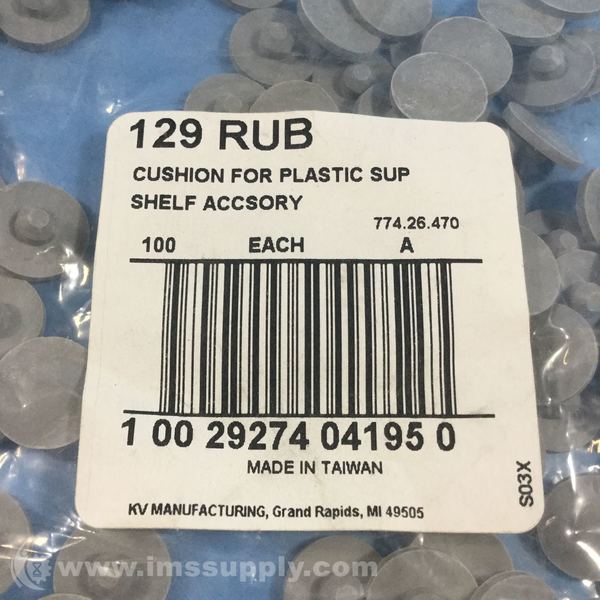 129 RUB
CUSHION FOR PLASTIC SUP
SHELF ACCSORY
774.26.470
100 EACH A
1 00 29274 04195 0
MADE IN TAIWAN
KV MANUFACTURING, Grand Rapids, MI 49505
S03X
www.imssupply.com